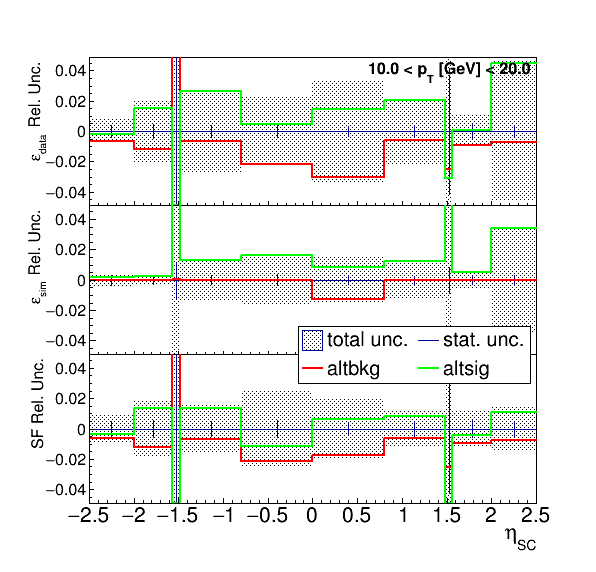 10.0 < p_T [GeV] < 20.0
ε_data Rel. Unc.
0.04
0.02
0
−0.02
−0.04
ε_sim Rel. Unc.
0.04
0.02
0
−0.02
−0.04
total unc. stat. unc.
altbkg altsig
SF Rel. Unc.
0.04
0.02
0
−0.02
−0.04
−2.5 −2 −1.5 −1 −0.5 0 0.5 1 1.5 2 2.5
η_SC